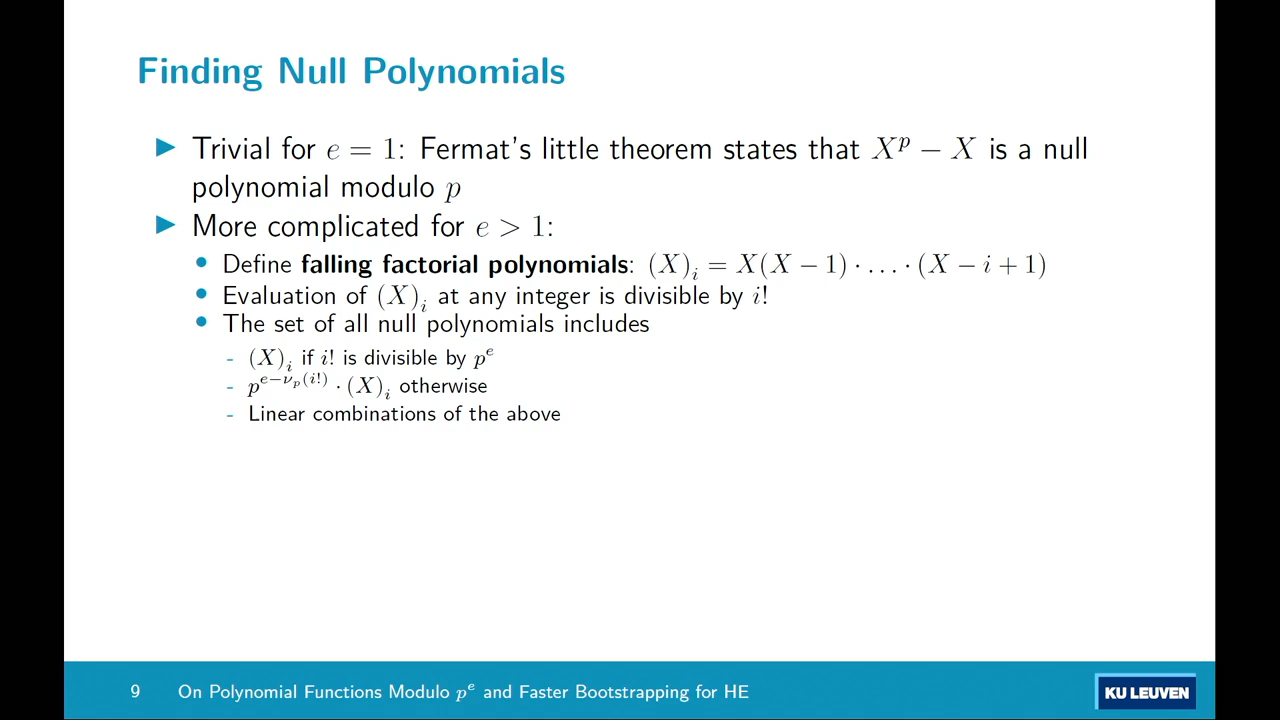 Finding Null Polynomials
▶ Trivial for e = 1: Fermat's little theorem states that X^p − X is a null
polynomial modulo p
▶ More complicated for e > 1:
• Define falling factorial polynomials: (X)_i = X(X − 1) · . . . · (X − i + 1)
• Evaluation of (X)_i at any integer is divisible by i!
• The set of all null polynomials includes
- (X)_i if i! is divisible by p^e
- p^{e−ν_p(i!)} · (X)_i otherwise
- Linear combinations of the above
9 On Polynomial Functions Modulo p^e and Faster Bootstrapping for HE
KU LEUVEN